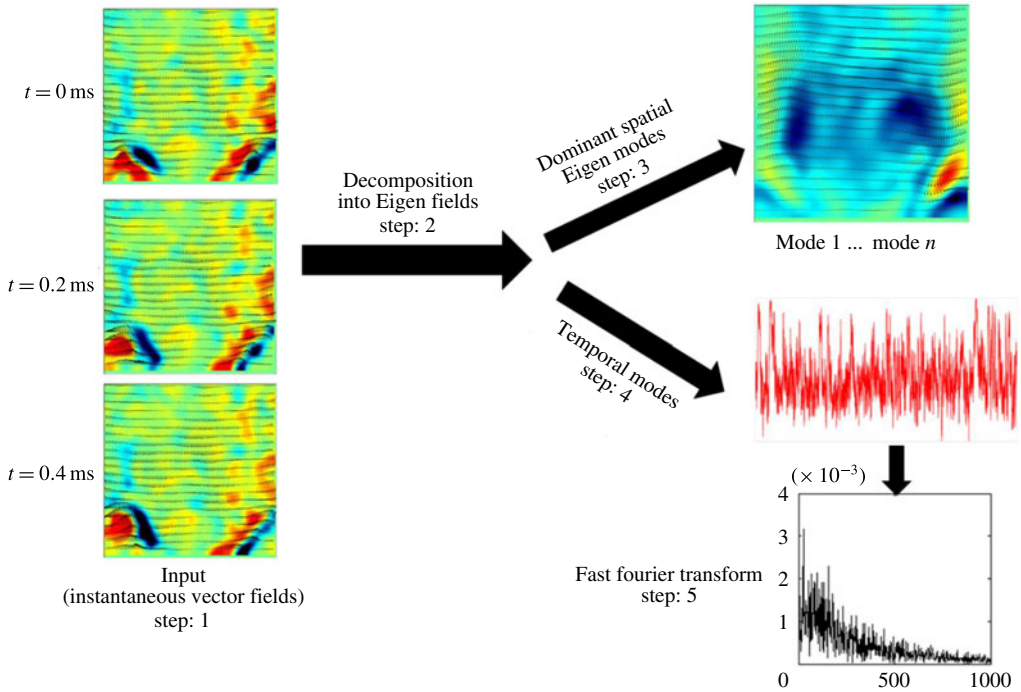 t = 0 ms
t = 0.2 ms
t = 0.4 ms
Input
(instantaneous vector fields)
step: 1
Decomposition
into Eigen fields
step: 2
Dominant spatial
Eigen modes
step: 3
Mode 1 ... mode n
Temporal modes
step: 4
Fast fourier transform
step: 5
(× 10⁻³)
4
3
2
1
0
500
1000